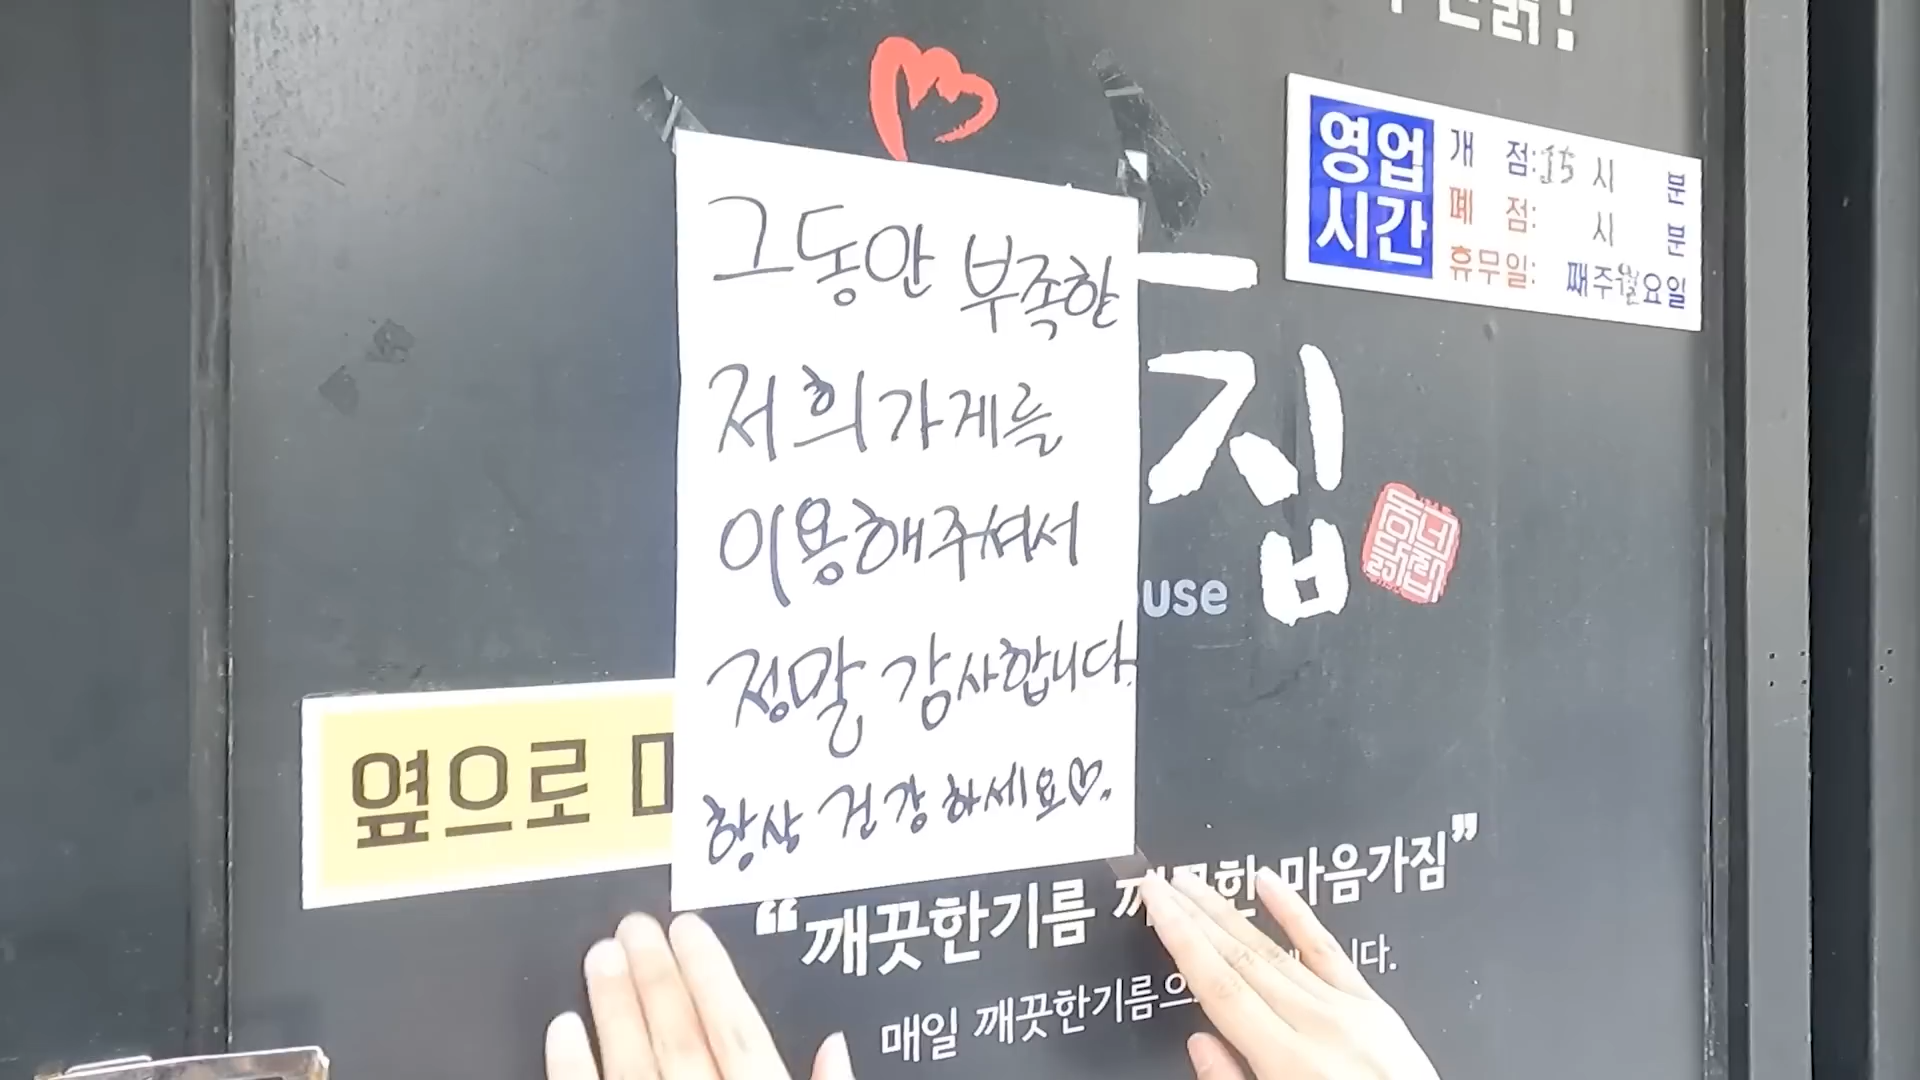 그동안 부족한
저희 가게를
이용해주셔서
정말 감사합니다.
항상 건강하세요♡..
영업
시간
개 점: 15 시 분
폐 점: 시 분
휴무일: 째주 월요일
집
use
옆으로
“깨끗한기름 깨끗한 마음가짐”
매일 깨끗한기름으 니다.